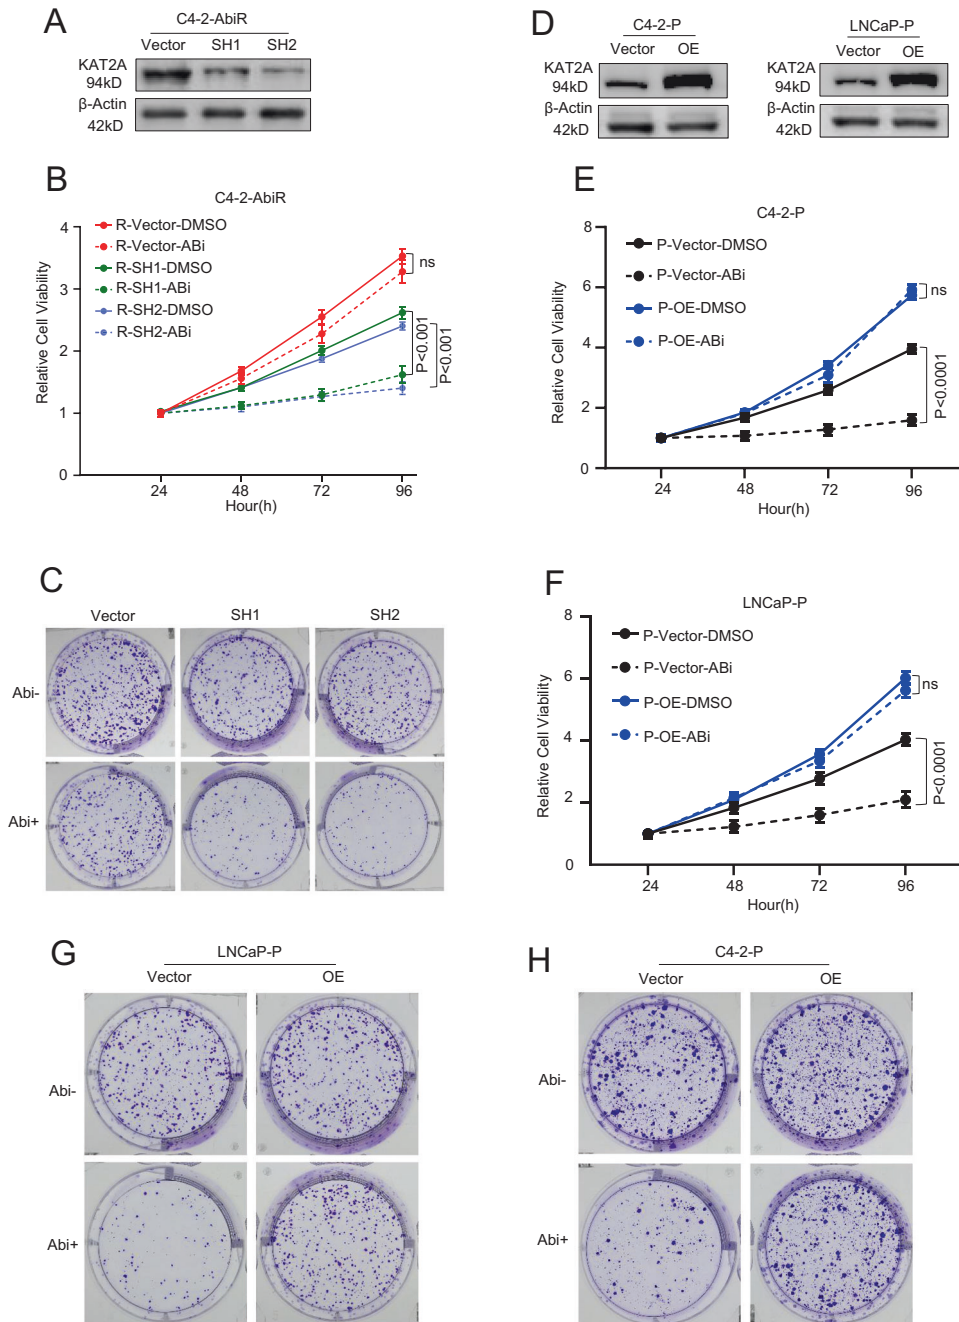 A
C4-2-AbiR
Vector SH1 SH2
KAT2A
94kD
β-Actin
42kD
B
C4-2-AbiR
Relative Cell Viability
4
3
2
1
0
R-Vector-DMSO
R-Vector-ABi
R-SH1-DMSO
R-SH1-ABi
R-SH2-DMSO
R-SH2-ABi
ns
P<0.001
P<0.001
24 48 72 96
Hour(h)
C
Vector SH1 SH2
Abi-
Abi+
D
C4-2-P
Vector OE
KAT2A
94kD
β-Actin
42kD
LNCaP-P
Vector OE
KAT2A
94kD
β-Actin
42kD
E
C4-2-P
Relative Cell Viability
8
6
4
2
0
P-Vector-DMSO
P-Vector-ABi
P-OE-DMSO
P-OE-ABi
ns
P<0.0001
24 48 72 96
Hour(h)
F
LNCaP-P
Relative Cell Viability
8
6
4
2
0
P-Vector-DMSO
P-Vector-ABi
P-OE-DMSO
P-OE-ABi
ns
P<0.0001
24 48 72 96
Hour(h)
G
LNCaP-P
Vector OE
Abi-
Abi+
H
C4-2-P
Vector OE
Abi-
Abi+